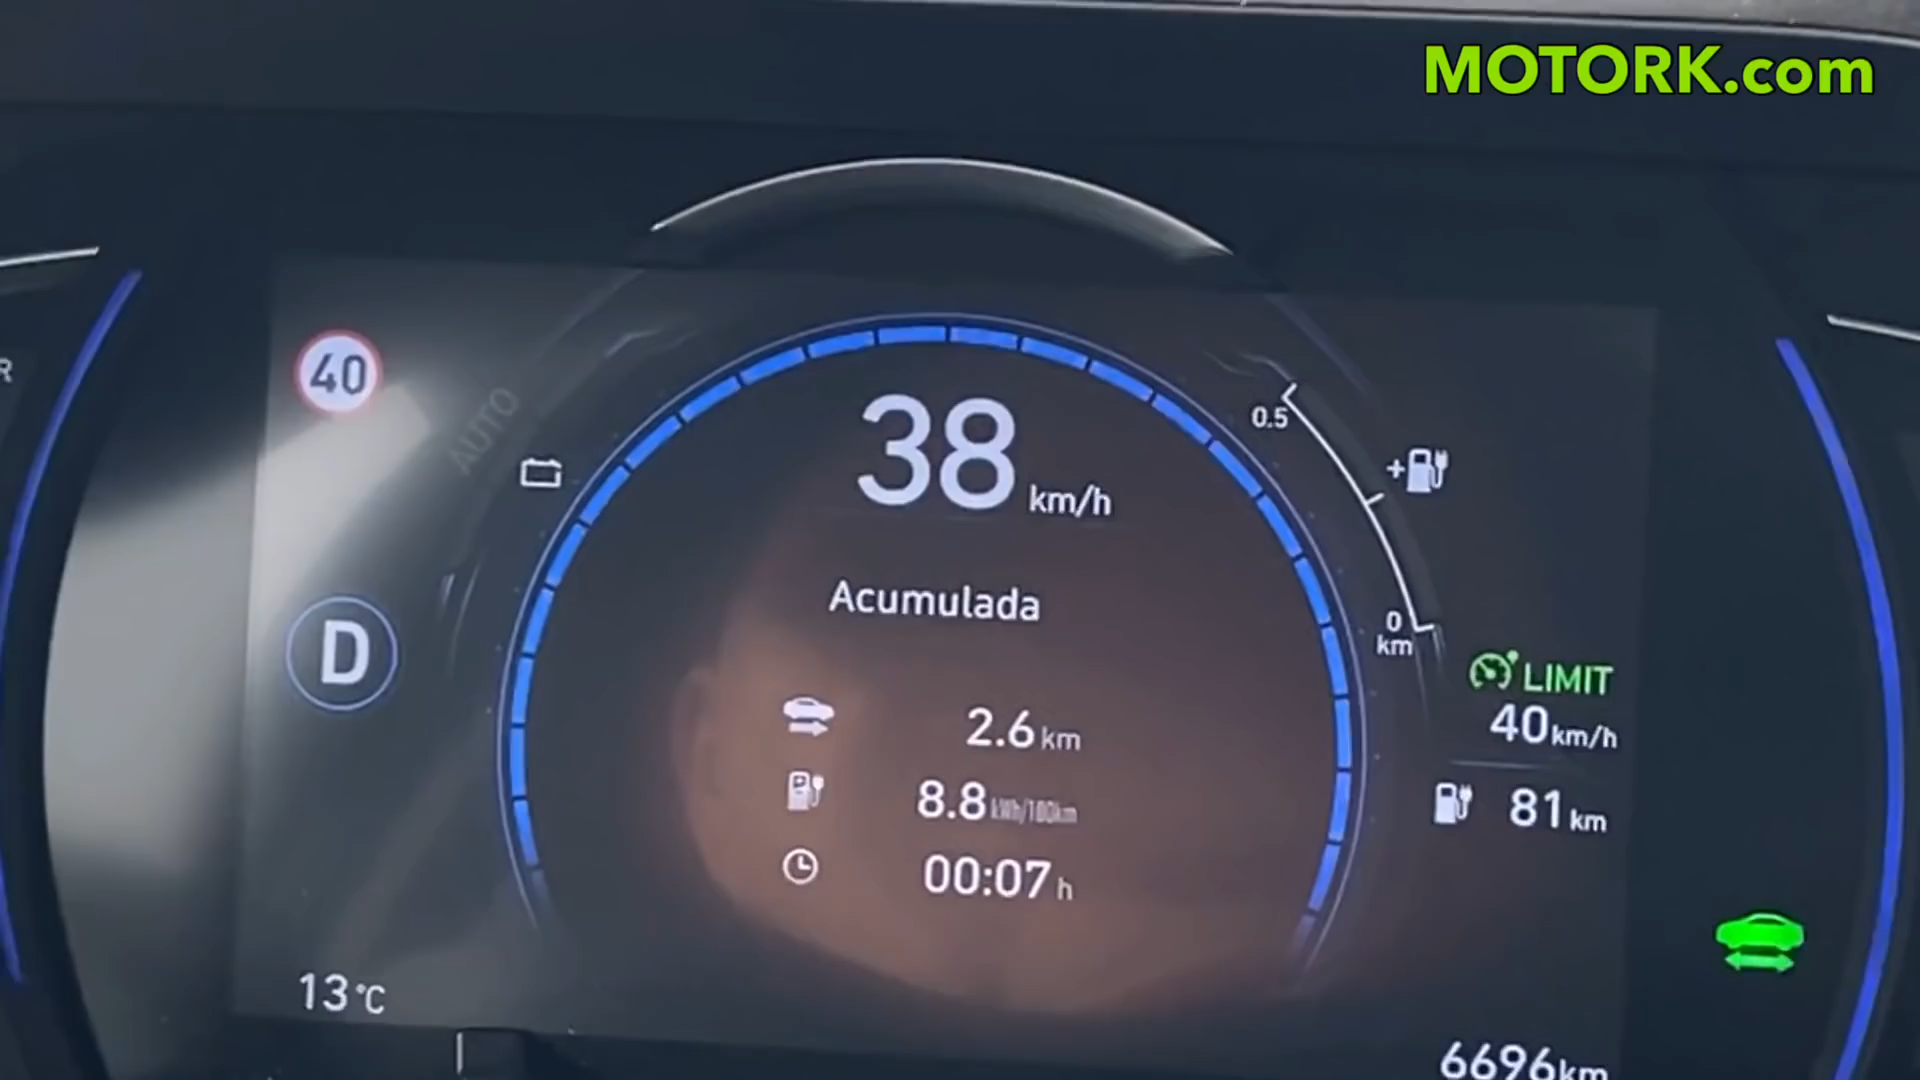 MOTORK.com
R
40
AUTO
38 km/h
0.5
+
Acumulada
0
km
D
LIMIT
40 km/h
2.6 km
8.8 kWh/100km
81 km
00:07 h
13 °C
6696 km